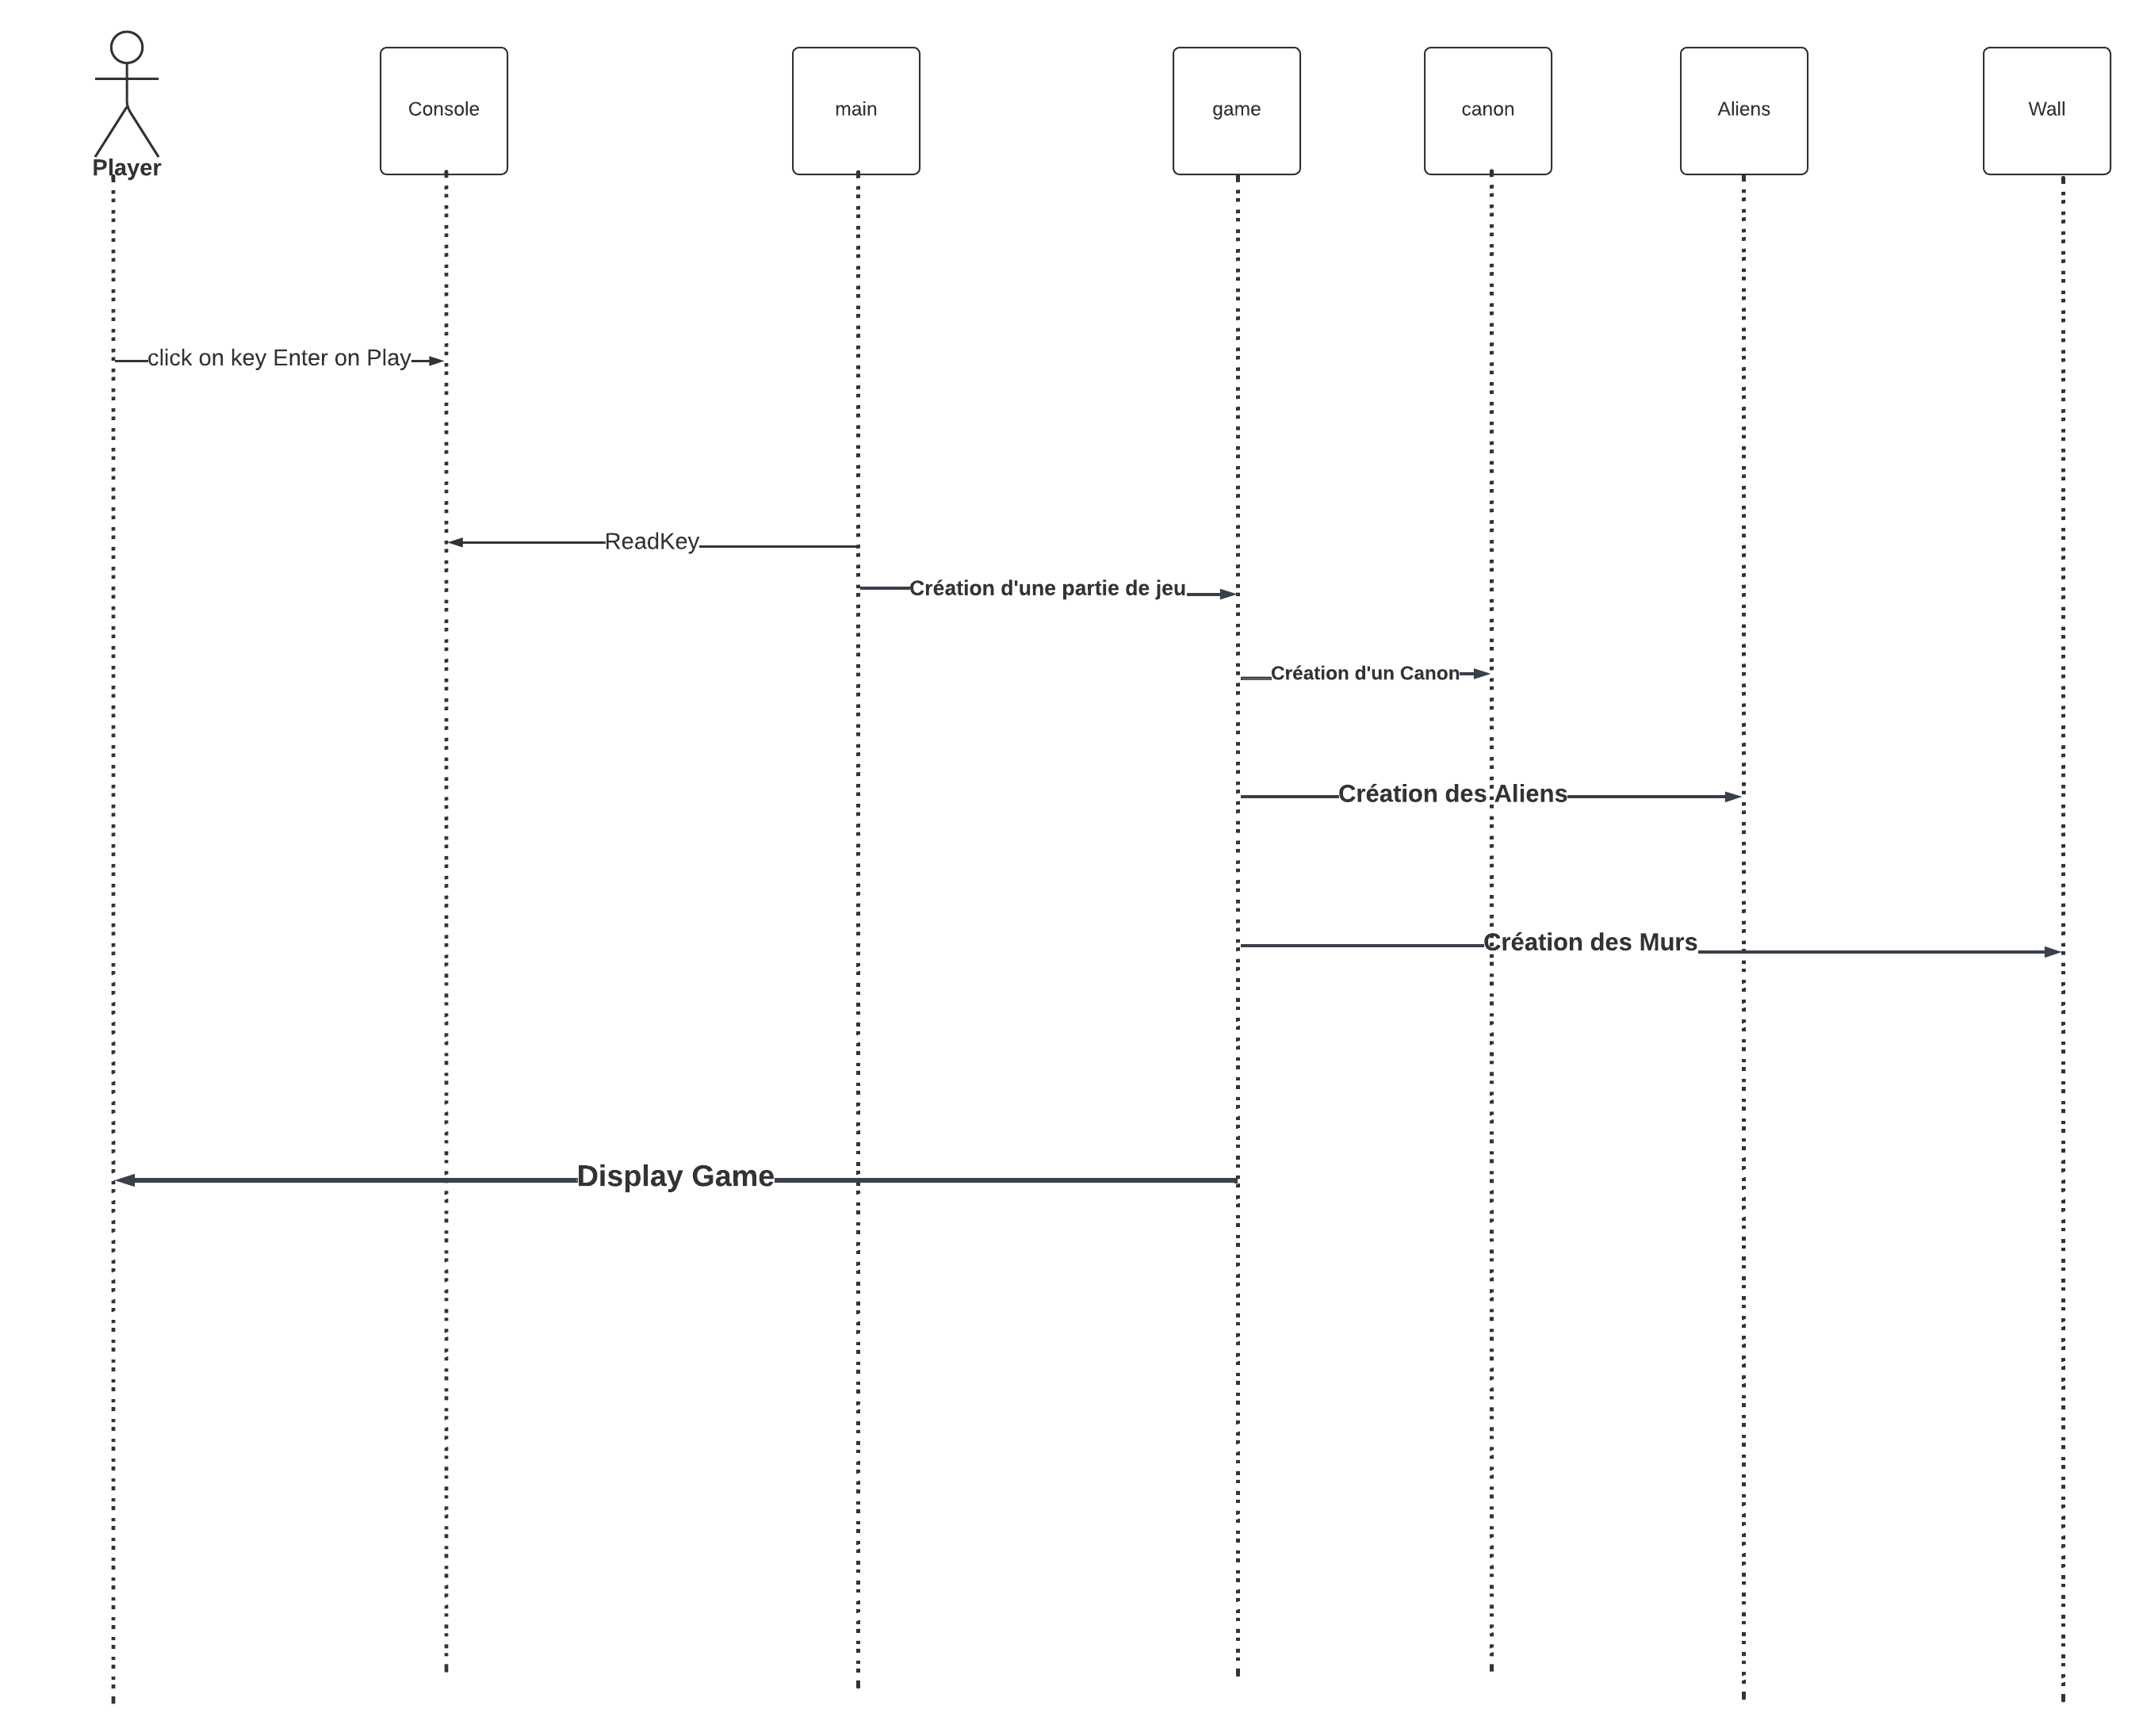 Player
Console
main
game
canon
Aliens
Wall
click on key Enter on Play
ReadKey
Création d'une partie de jeu
Création d'un Canon
Création des Aliens
Création des Murs
Display Game